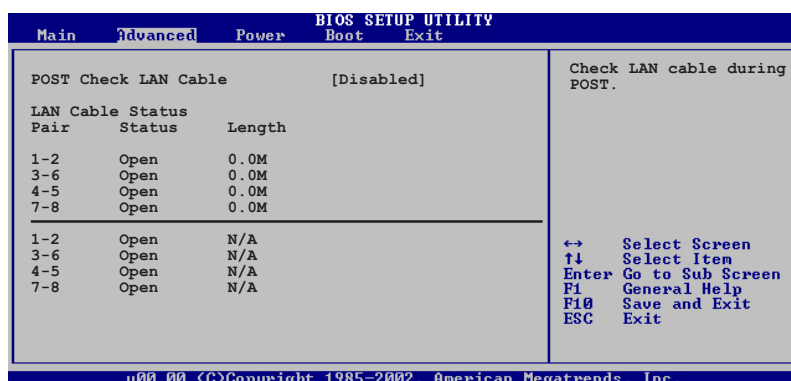 BIOS SETUP UTILITY
Main Advanced Power Boot Exit
POST Check LAN Cable [Disabled]
LAN Cable Status
Pair Status Length
1-2 Open 0.0M
3-6 Open 0.0M
4-5 Open 0.0M
7-8 Open 0.0M
1-2 Open N/A
3-6 Open N/A
4-5 Open N/A
7-8 Open N/A
Check LAN cable during
POST.
↔ Select Screen
↑↓ Select Item
Enter Go to Sub Screen
F1 General Help
F10 Save and Exit
ESC Exit
v00.00 (C)Copyright 1985-2002, American Megatrends, Inc.